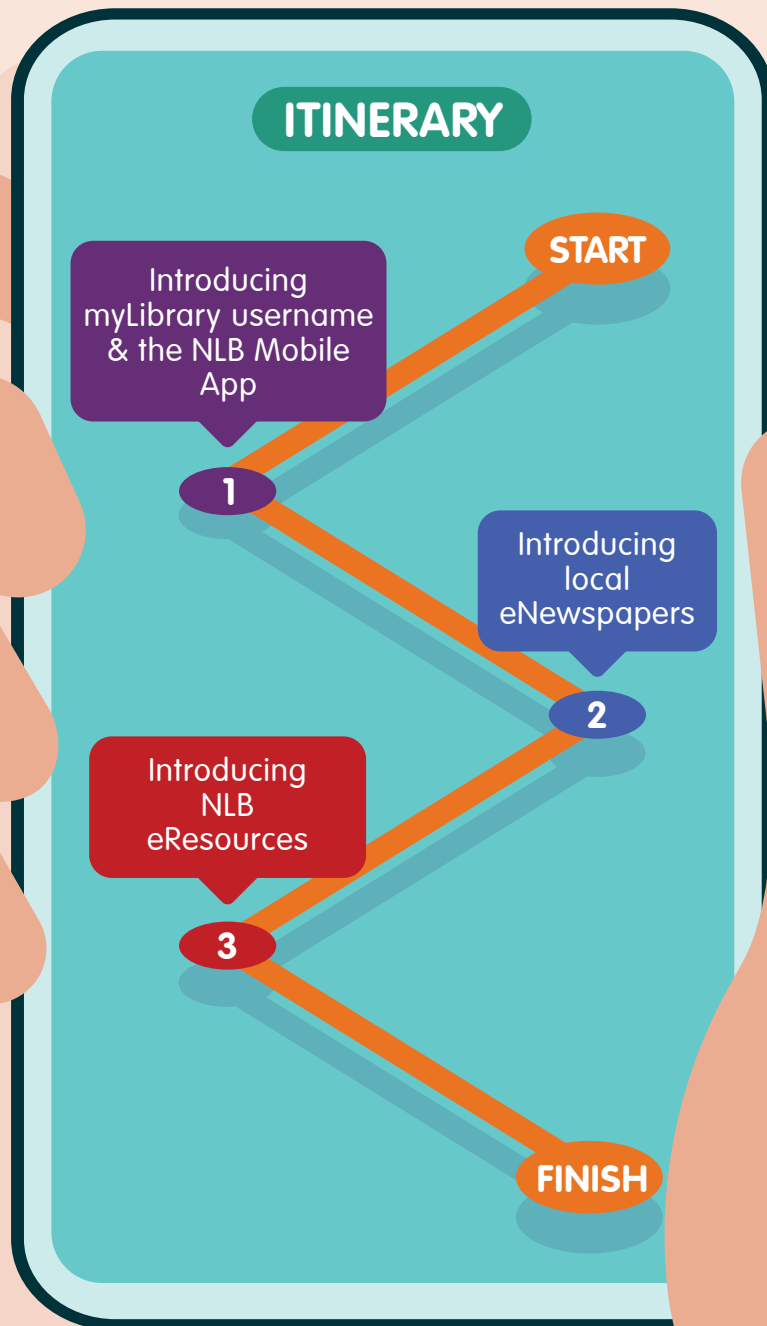 ITINERARY
START
Introducing
myLibrary username
& the NLB Mobile
App
1
Introducing
local
eNewspapers
2
Introducing
NLB
eResources
3
FINISH